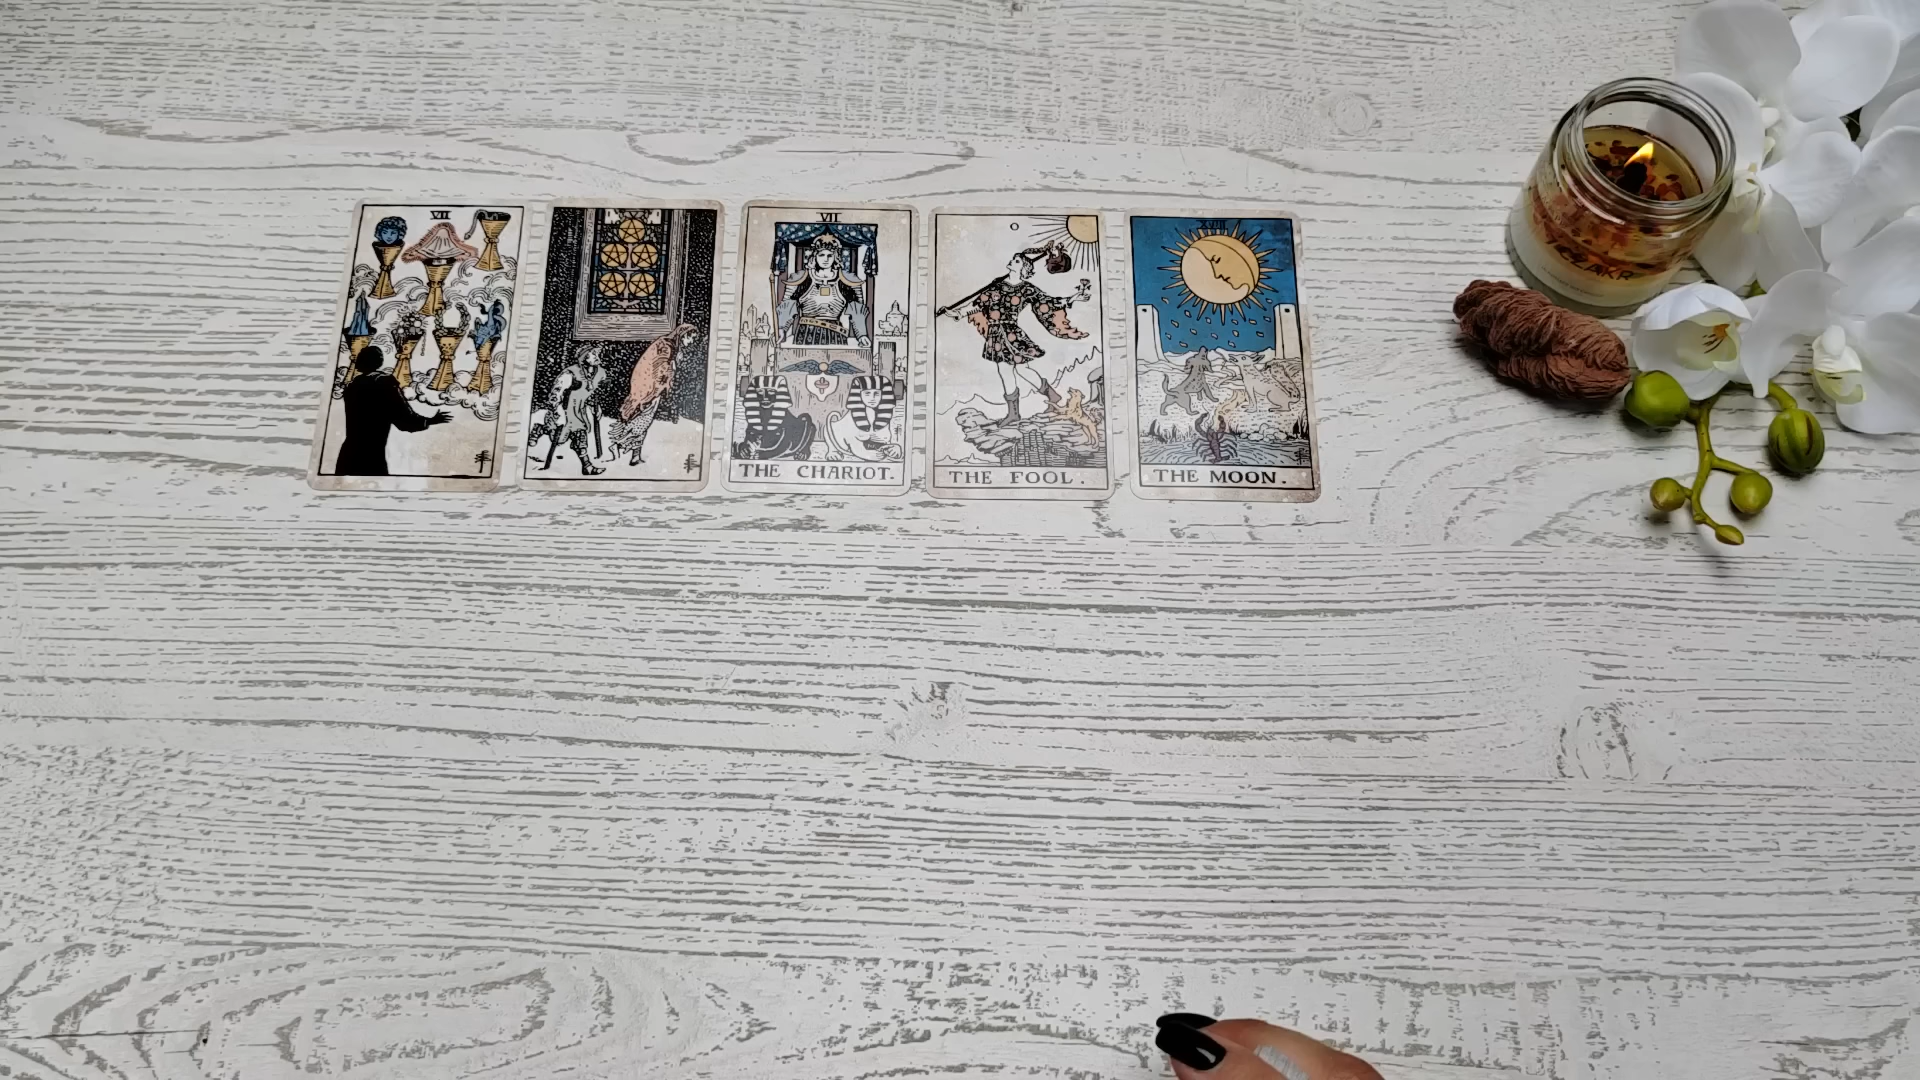 VII
VII
THE CHARIOT.
0
THE FOOL.
XVIII
THE MOON.